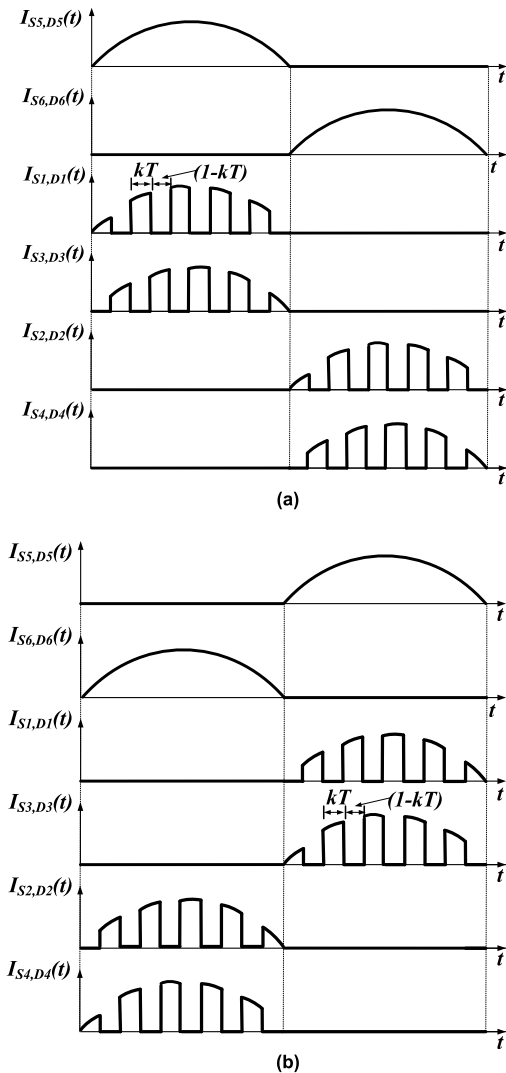 I_{S5,D5}(t)
t
I_{S6,D6}(t)
t
I_{S1,D1}(t) kT (1-kT)
t
I_{S3,D3}(t)
t
I_{S2,D2}(t)
t
I_{S4,D4}(t)
t
(a)
I_{S5,D5}(t)
t
I_{S6,D6}(t)
t
I_{S1,D1}(t)
t
I_{S3,D3}(t) kT (1-kT)
t
I_{S2,D2}(t)
t
I_{S4,D4}(t)
t
(b)